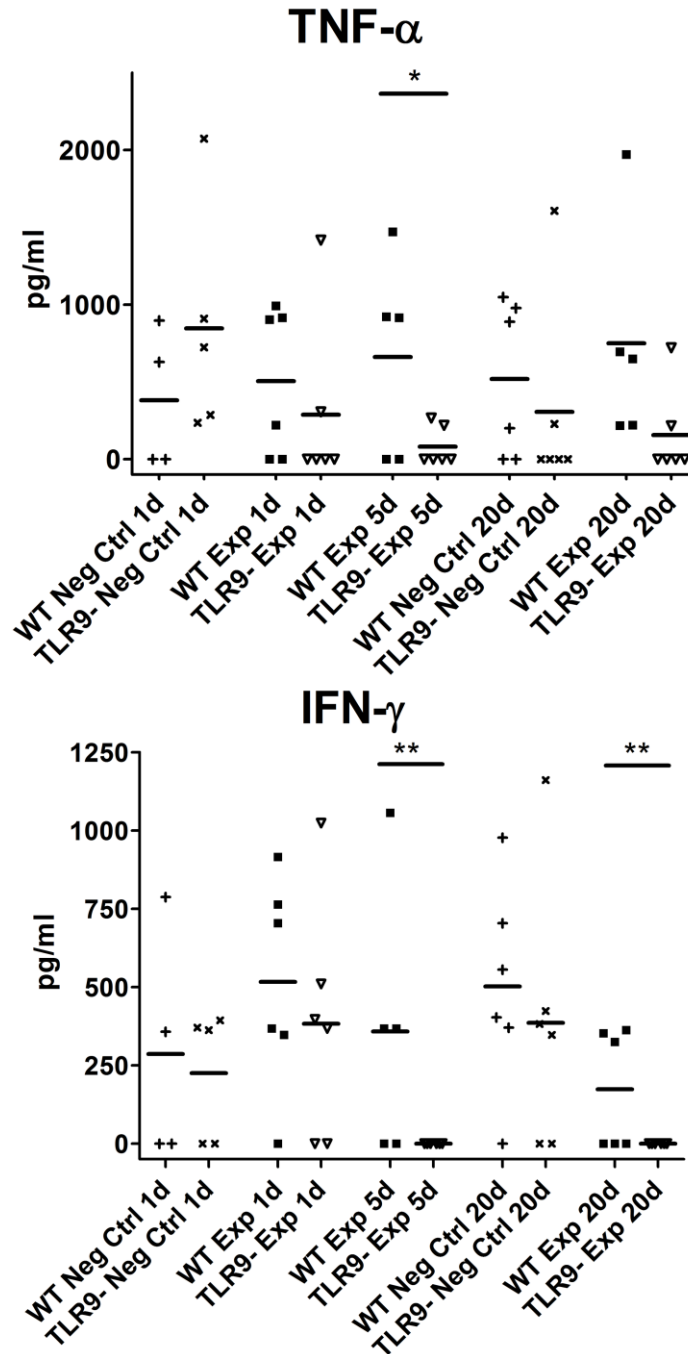 TNF-α
*
2000
1000
0
pg/ml
WT Neg Ctrl 1d
TLR9- Neg Ctrl 1d
WT Exp 1d
TLR9- Exp 1d
WT Exp 5d
TLR9- Exp 5d
WT Neg Ctrl 20d
TLR9- Neg Ctrl 20d
WT Exp 20d
TLR9- Exp 20d
IFN-γ
** **
1250
1000
750
500
250
0
pg/ml
WT Neg Ctrl 1d
TLR9- Neg Ctrl 1d
WT Exp 1d
TLR9- Exp 1d
WT Exp 5d
TLR9- Exp 5d
WT Neg Ctrl 20d
TLR9- Neg Ctrl 20d
WT Exp 20d
TLR9- Exp 20d